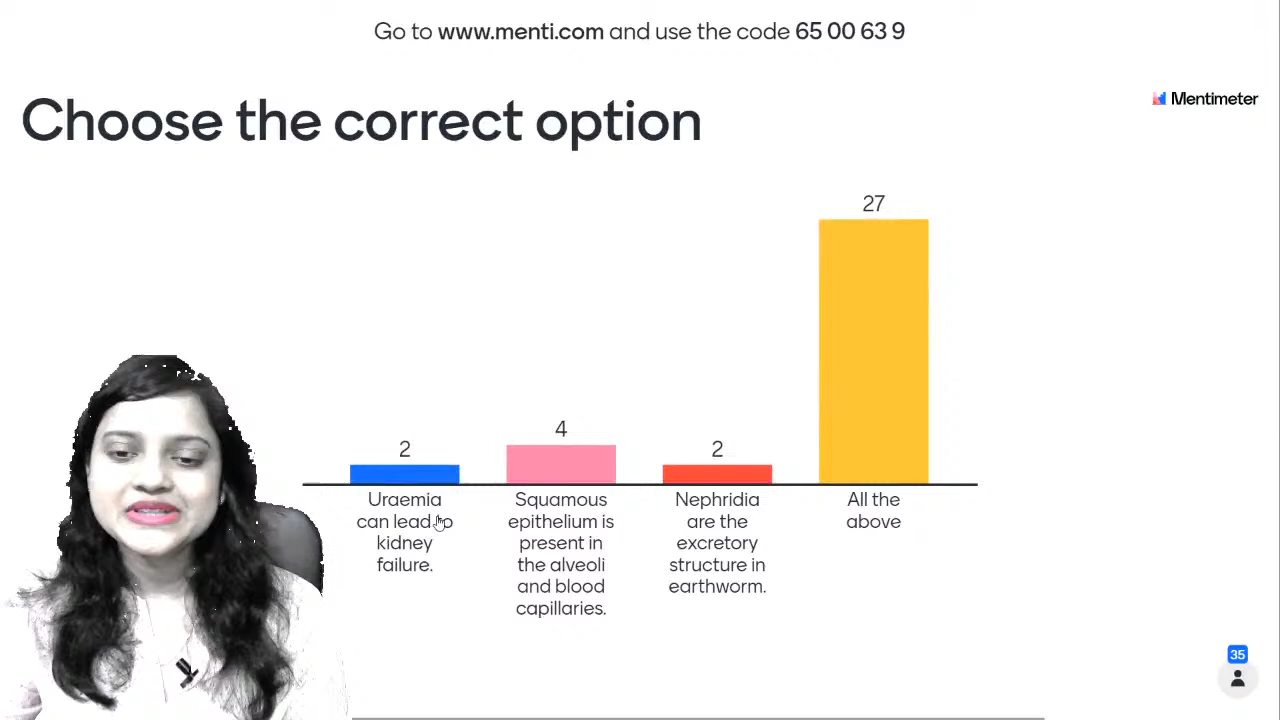 Go to www.menti.com and use the code 65 00 63 9
Mentimeter
Choose the correct option
27
4
2
2
Uraemia
can lead to
kidney
failure.
Squamous
epithelium is
present in
the alveoli
and blood
capillaries.
Nephridia
are the
excretory
structure in
earthworm.
All the
above
35